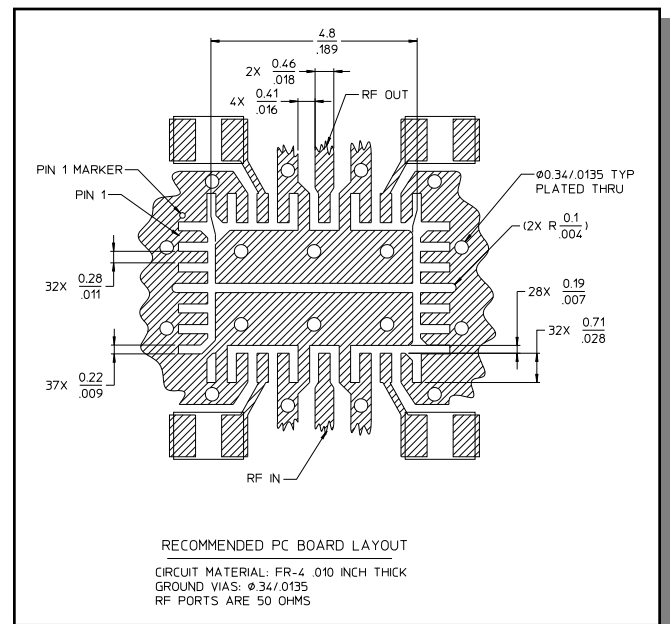 4.8
.189
2X 0.46
.018
4X 0.41
.016
RF OUT
PIN 1 MARKER
PIN 1
Ø0.34/.0135 TYP
PLATED THRU
(2X R 0.1
.004 )
32X 0.28
.011
28X 0.19
.007
32X 0.71
.028
37X 0.22
.009
RF IN
RECOMMENDED PC BOARD LAYOUT
CIRCUIT MATERIAL: FR-4 .010 INCH THICK
GROUND VIAS: Ø.34/.0135
RF PORTS ARE 50 OHMS